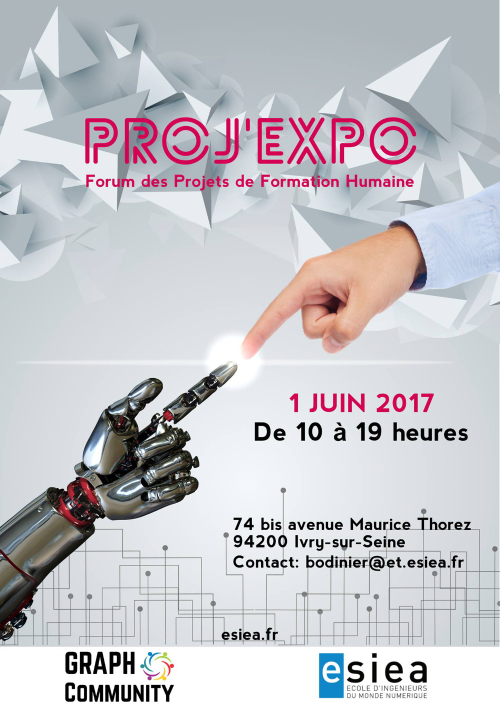 PROJ'EXPO
Forum des Projets de Formation Humaine
1 JUIN 2017
De 10 à 19 heures
74 bis avenue Maurice Thorez
94200 Ivry-sur-Seine
Contact: bodinier@et.esiea.fr
esiea.fr
GRAPH
COMMUNITY
esiea
ECOLE D'INGENIEURS
DU MONDE NUMERIQUE